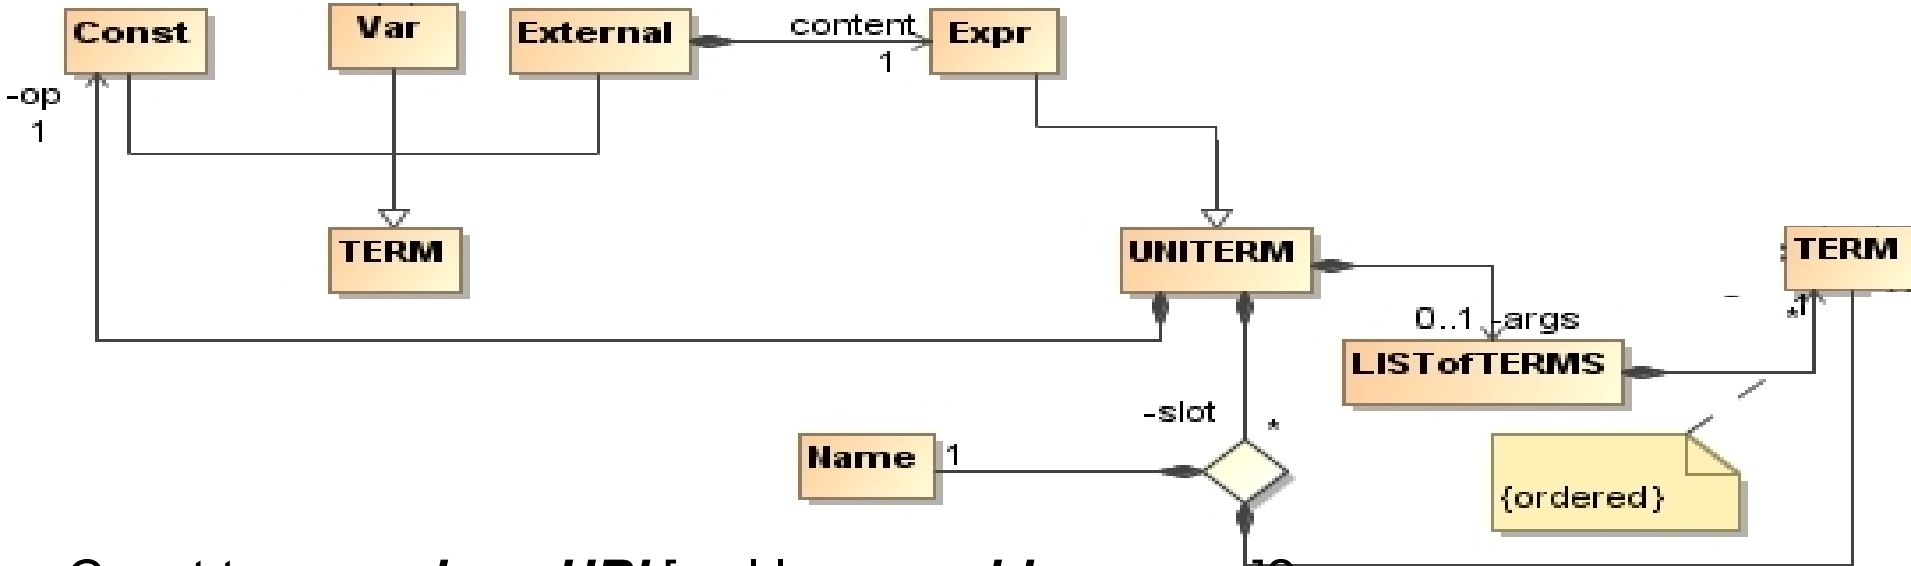 Const
Var
External
content
1
Expr
-op
1
TERM
UNITERM
TERM
*
1
0..1 -args
LISTofTERMS
-slot
*
Name
1
{ordered}